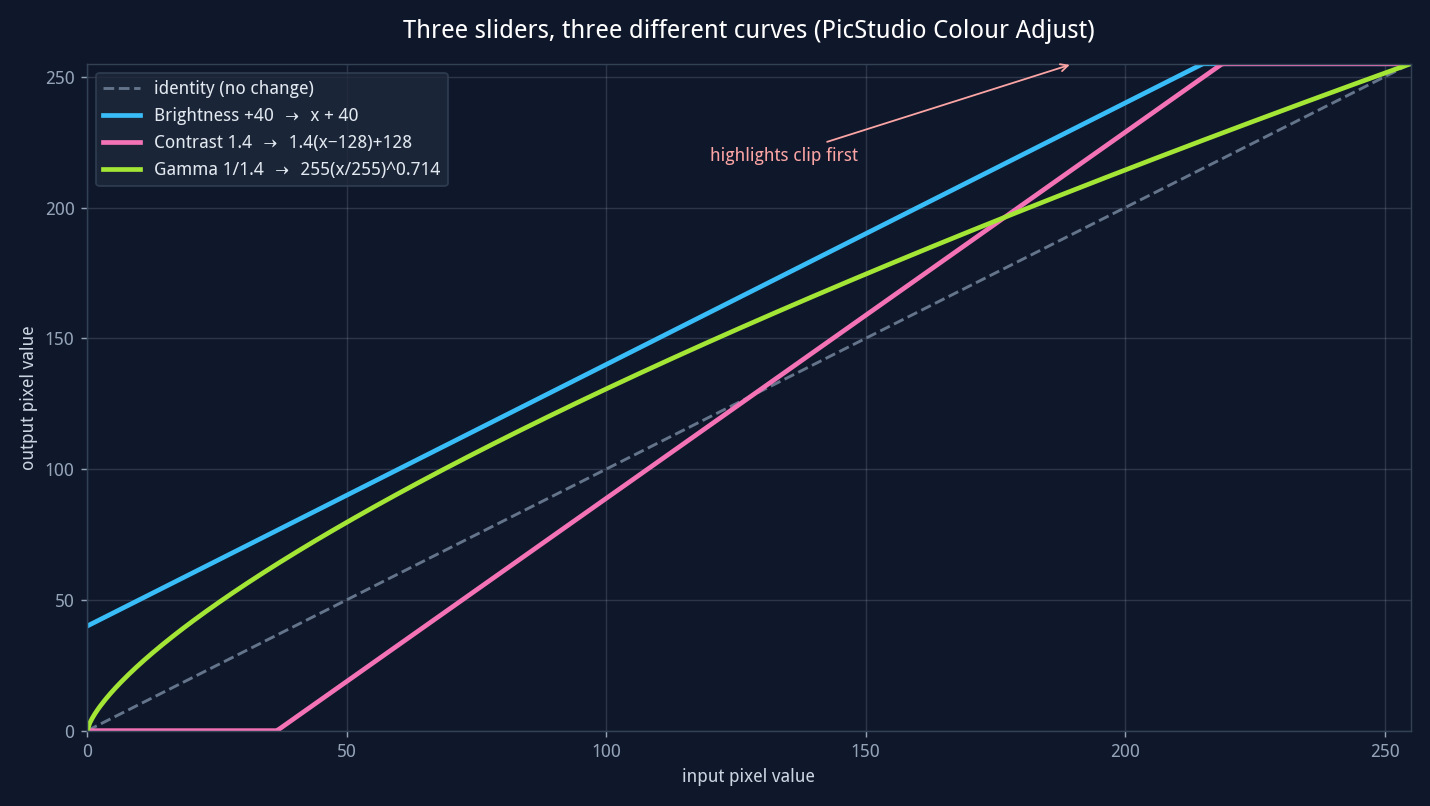 Three sliders, three different curves (PicStudio Colour Adjust)
identity (no change)
Brightness +40 → x + 40
Contrast 1.4 → 1.4(x−128)+128
Gamma 1/1.4 → 255(x/255)^0.714
highlights clip first
output pixel value
250
200
150
100
50
0
0
50
100
150
200
250
input pixel value